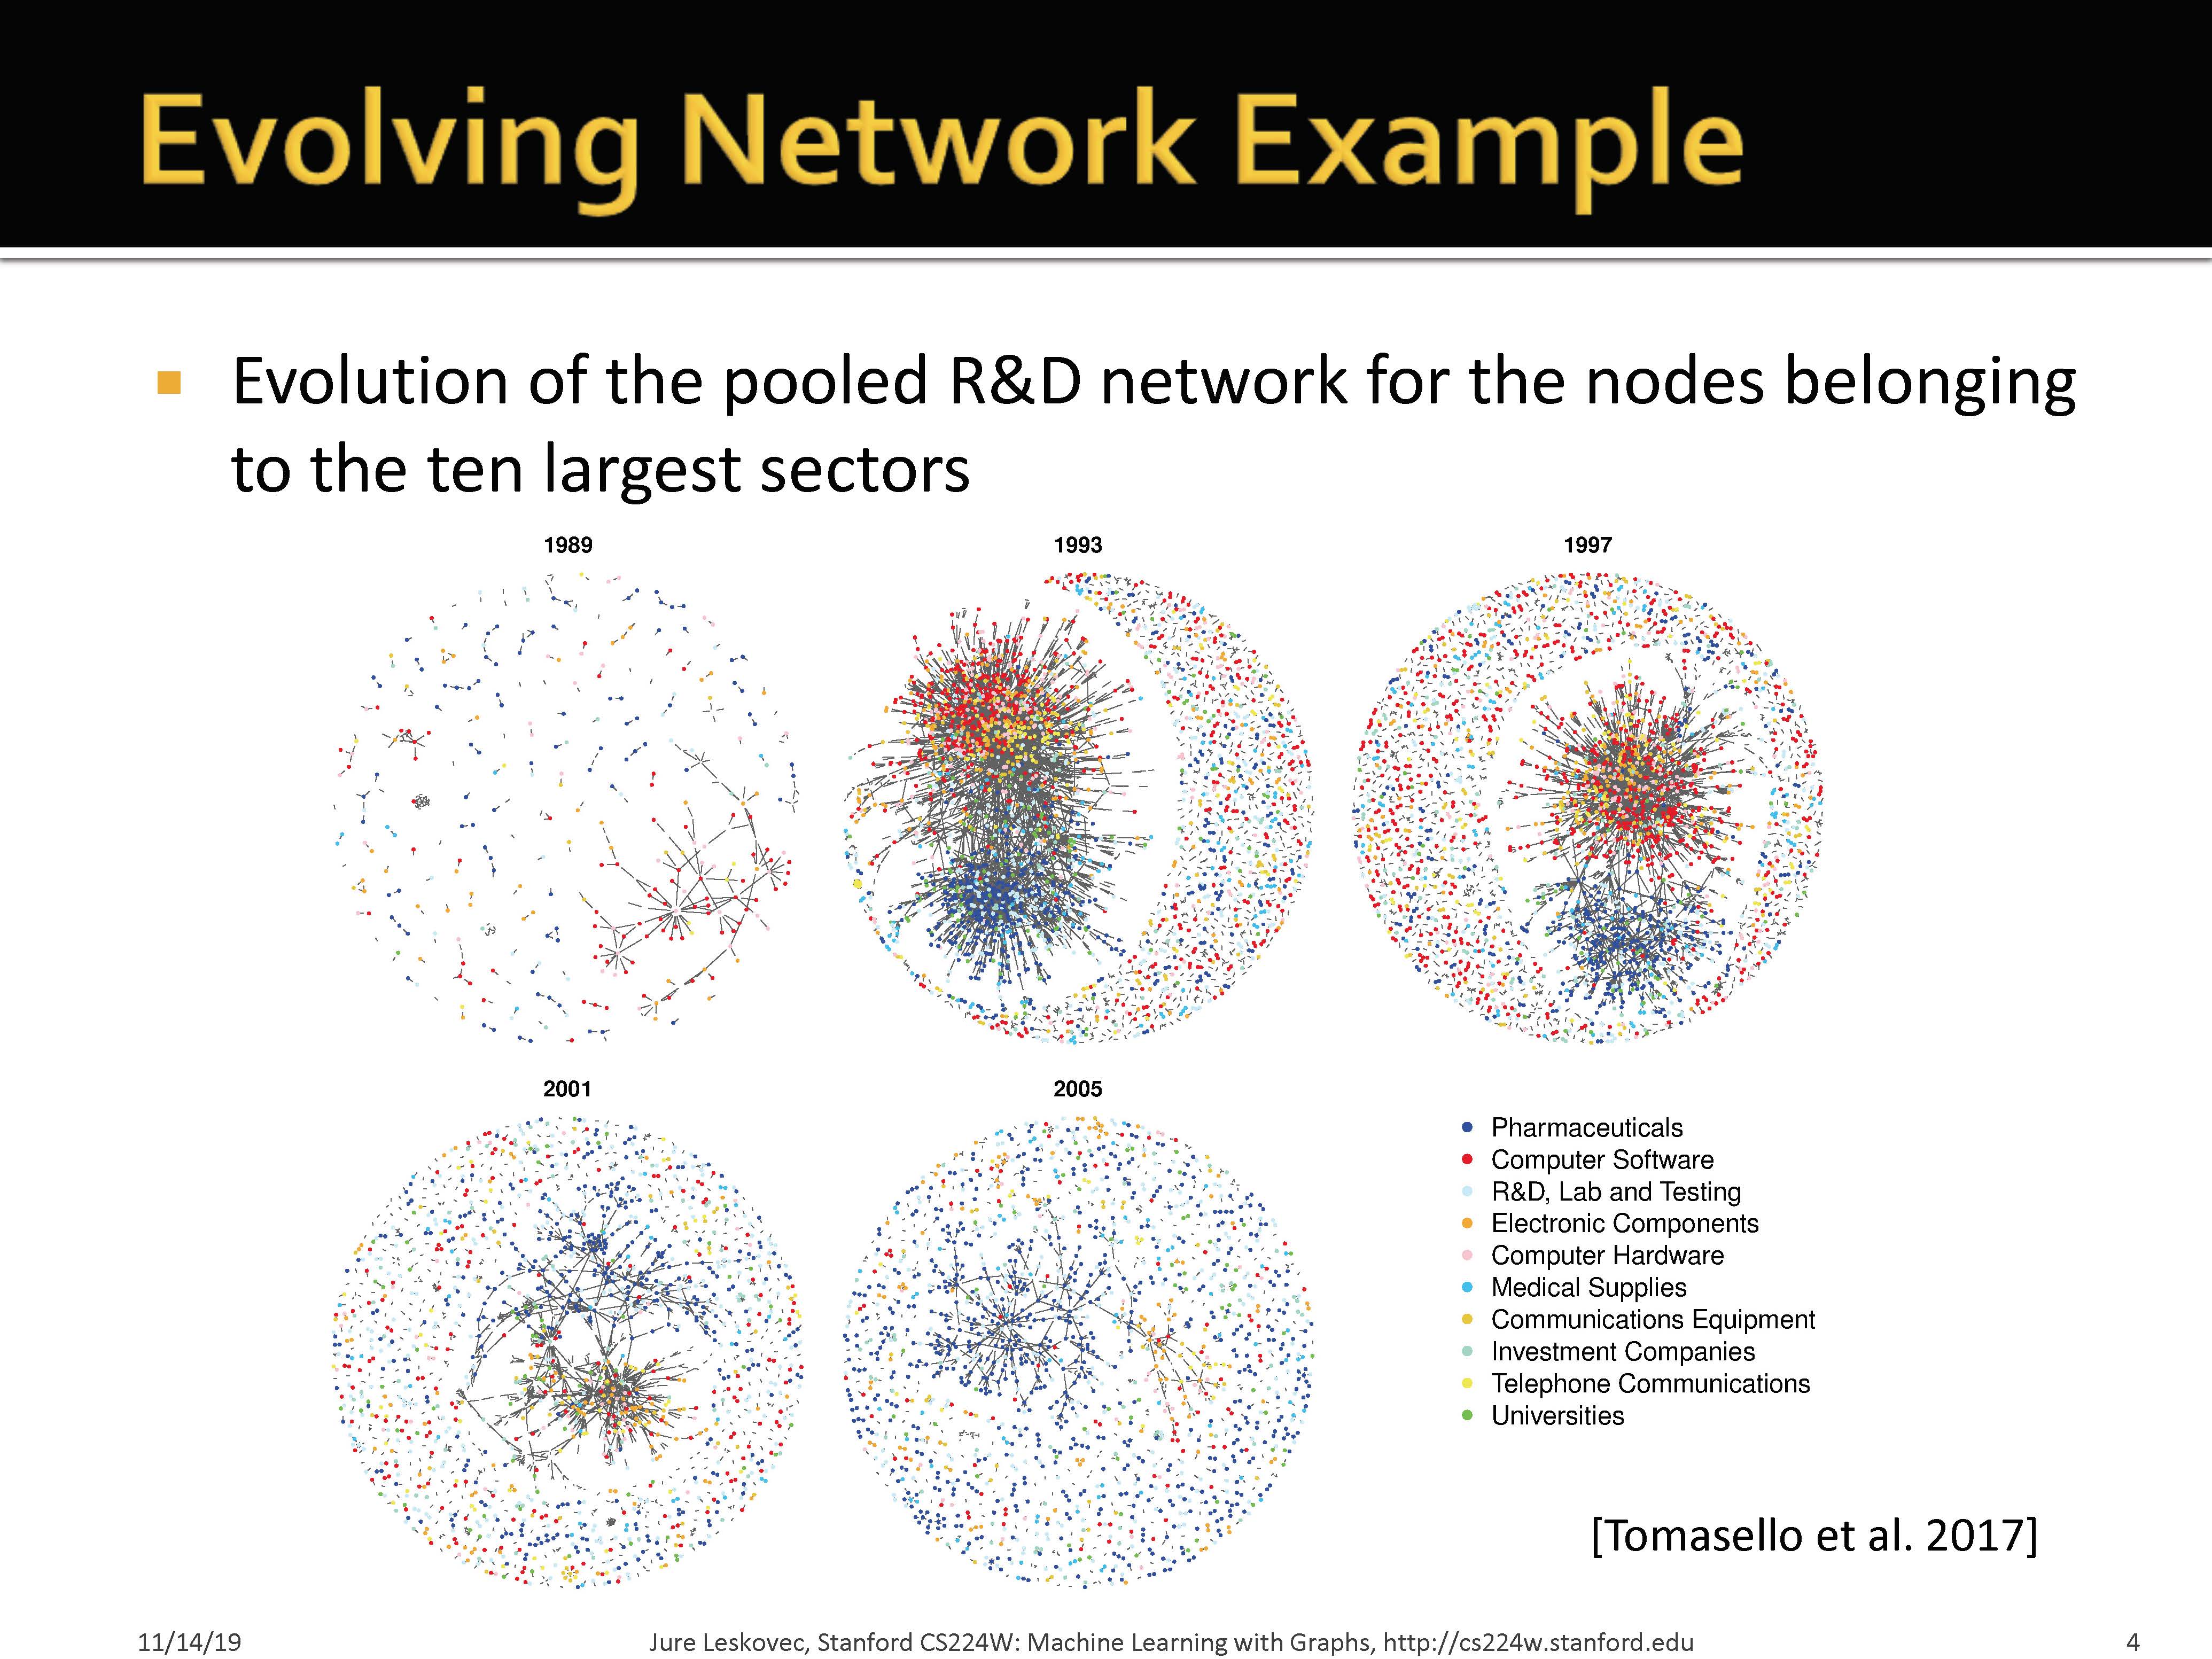 Evolving Network Example
Evolution of the pooled R&D network for the nodes belonging
to the ten largest sectors
1989
1993
1997
2001
2005
Pharmaceuticals
Computer Software
R&D, Lab and Testing
Electronic Components
Computer Hardware
Medical Supplies
Communications Equipment
Investment Companies
Telephone Communications
Universities
[Tomasello et al. 2017]
11/14/19
Jure Leskovec, Stanford CS224W: Machine Learning with Graphs, http://cs224w.stanford.edu
4